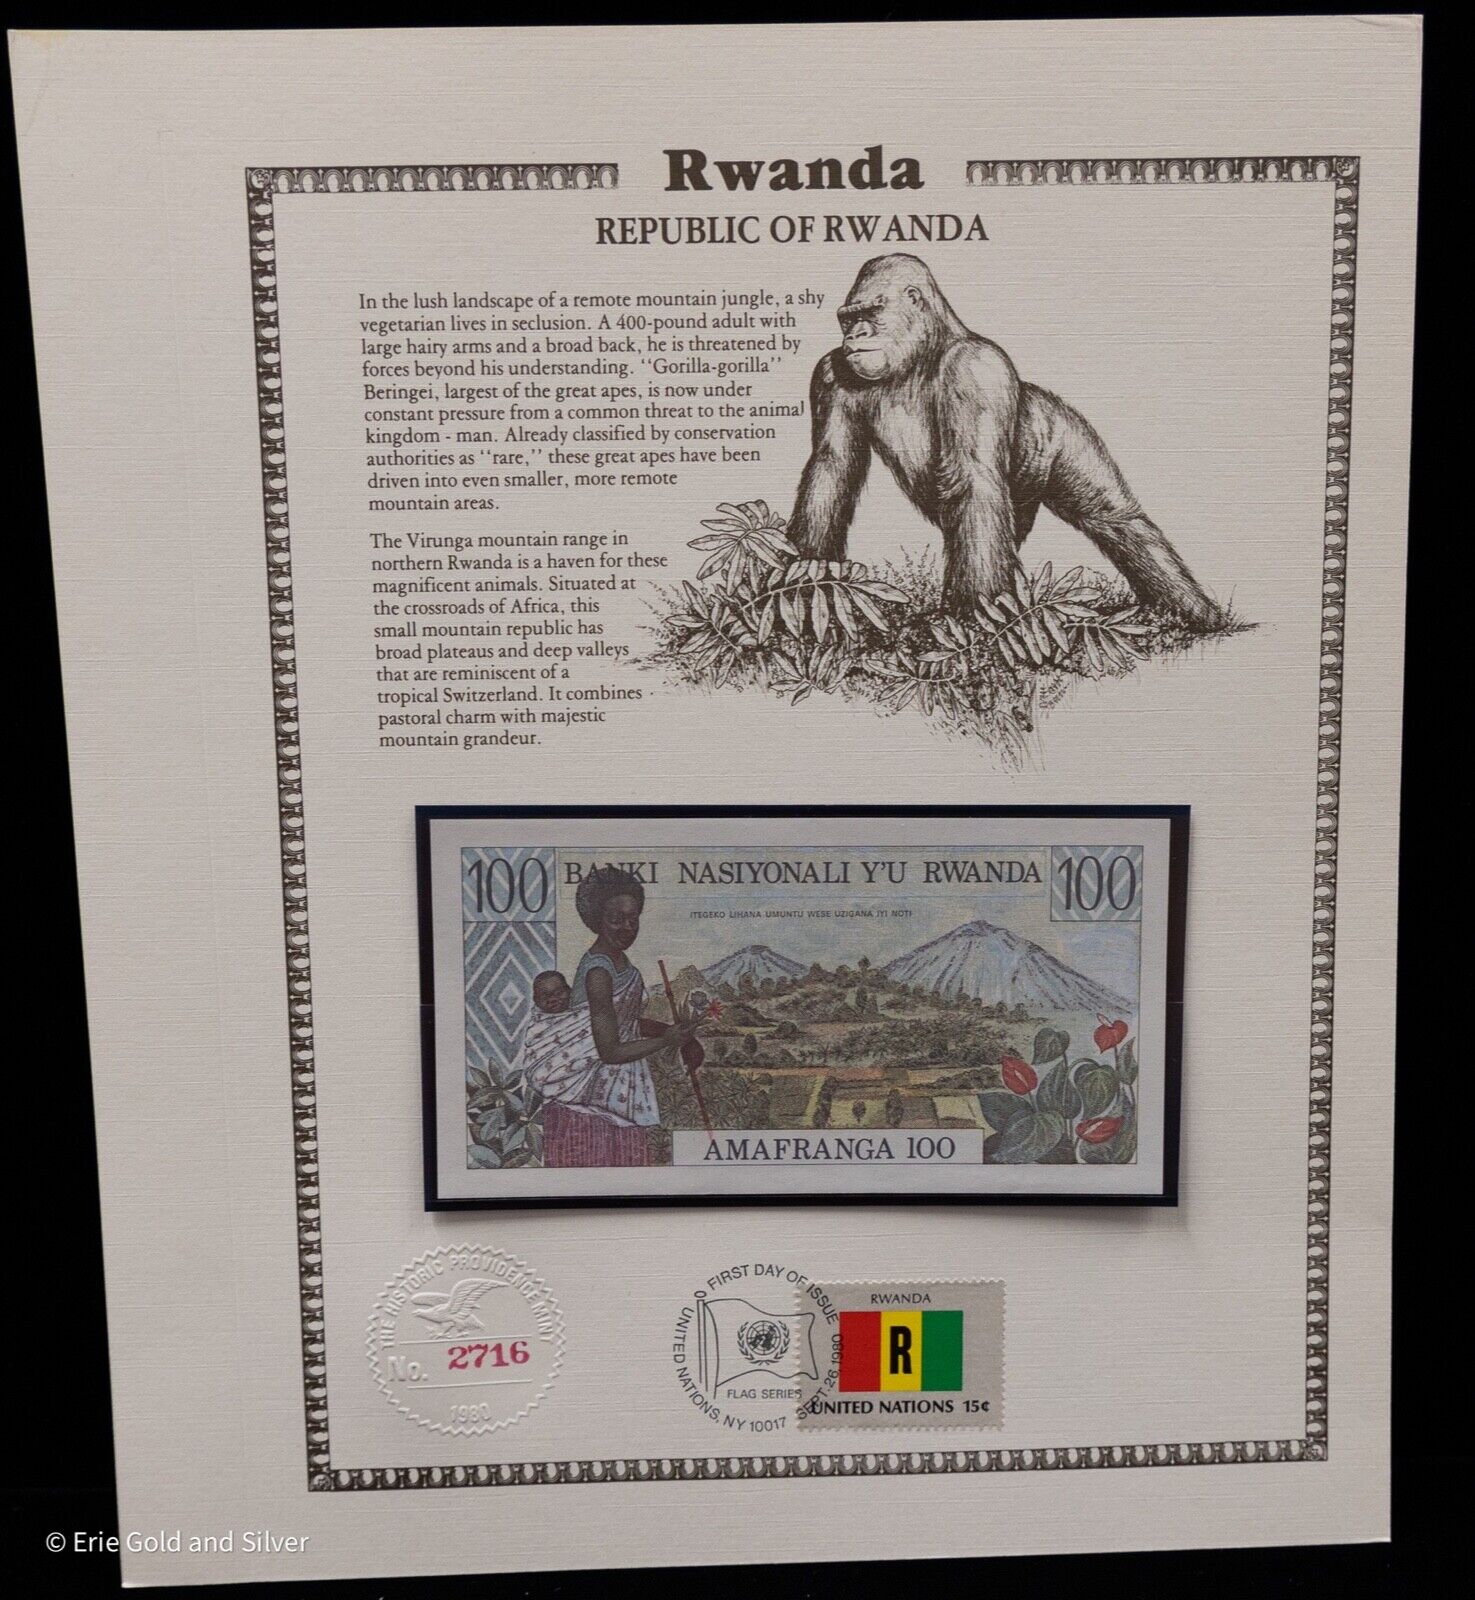 Rwanda
REPUBLIC OF RWANDA
In the lush landscape of a remote mountain jungle, a shy
vegetarian lives in seclusion. A 400-pound adult with
large hairy arms and a broad back, he is threatened by
forces beyond his understanding. ‘‘Gorilla-gorilla’’
Beringei, largest of the great apes, is now under
constant pressure from a common threat to the animal
kingdom - man. Already classified by conservation
authorities as ‘‘rare,’’ these great apes have been
driven into even smaller, more remote
mountain areas.
The Virunga mountain range in
northern Rwanda is a haven for these
magnificent animals. Situated at
the crossroads of Africa, this
small mountain republic has
broad plateaus and deep valleys
that are reminiscent of a
tropical Switzerland. It combines
pastoral charm with majestic
mountain grandeur.
100 BANKI NASIYONALI Y'U RWANDA 100
ITEGEKO LIHANA UMUNTU WESE UZIGANA IYI NOTI
AMAFRANGA 100
THE HISTORIC PROVIDENCE MINT
No. 2716
1980
FIRST DAY OF ISSUE
SEPT. 26, 1980
UNITED NATIONS, NY 10017
FLAG SERIES
RWANDA
R
UNITED NATIONS 15¢
© Erie Gold and Silver